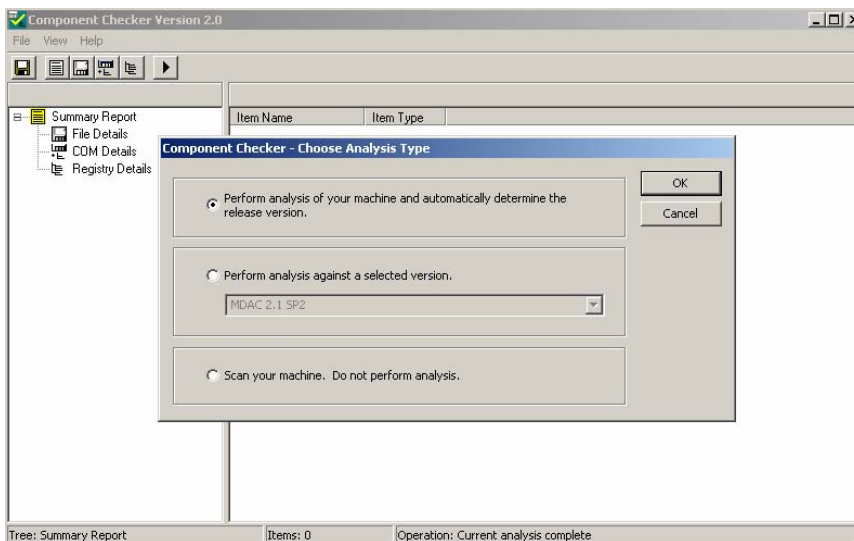 Component Checker Version 2.0
File View Help
Item Name Item Type
Summary Report
File Details
COM Details
Registry Details
Component Checker - Choose Analysis Type
Perform analysis of your machine and automatically determine the
release version.
OK
Cancel
Perform analysis against a selected version.
MDAC 2.1 SP2
Scan your machine. Do not perform analysis.
Tree: Summary Report Items: 0 Operation: Current analysis complete